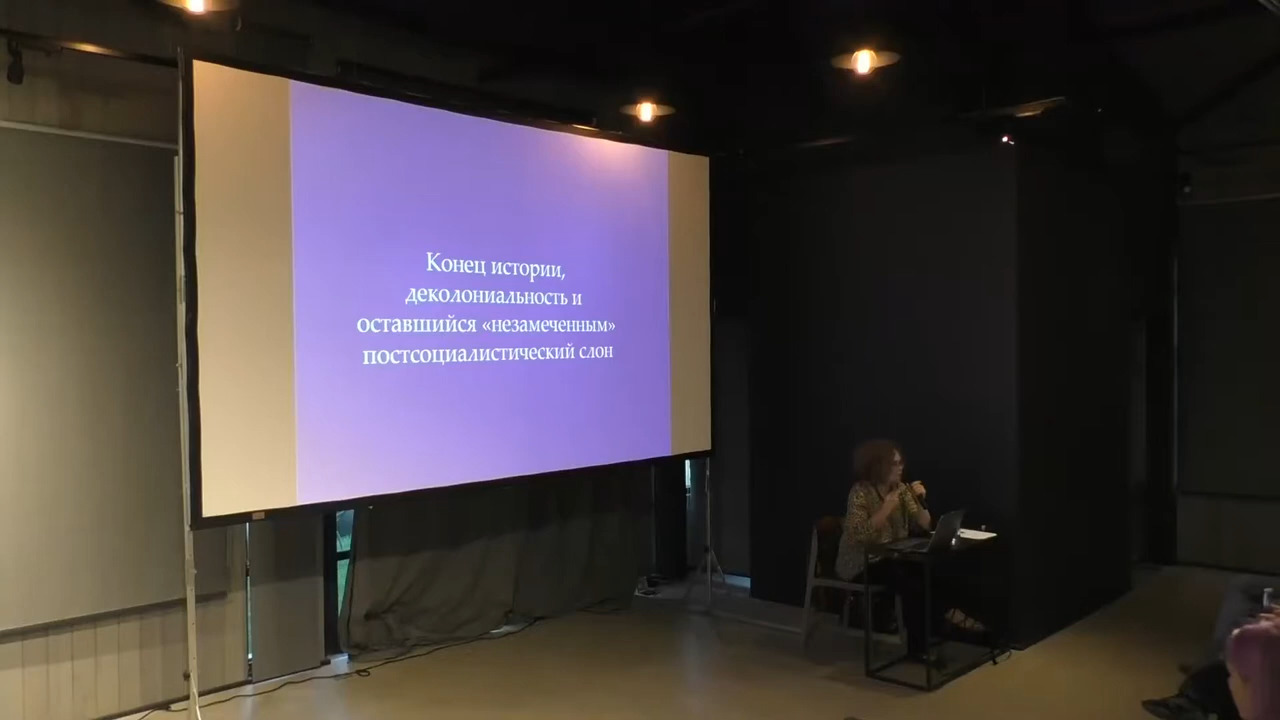 Конец истории,
деколониальность и
оставшийся «незамеченным»
постсоциалистический слон